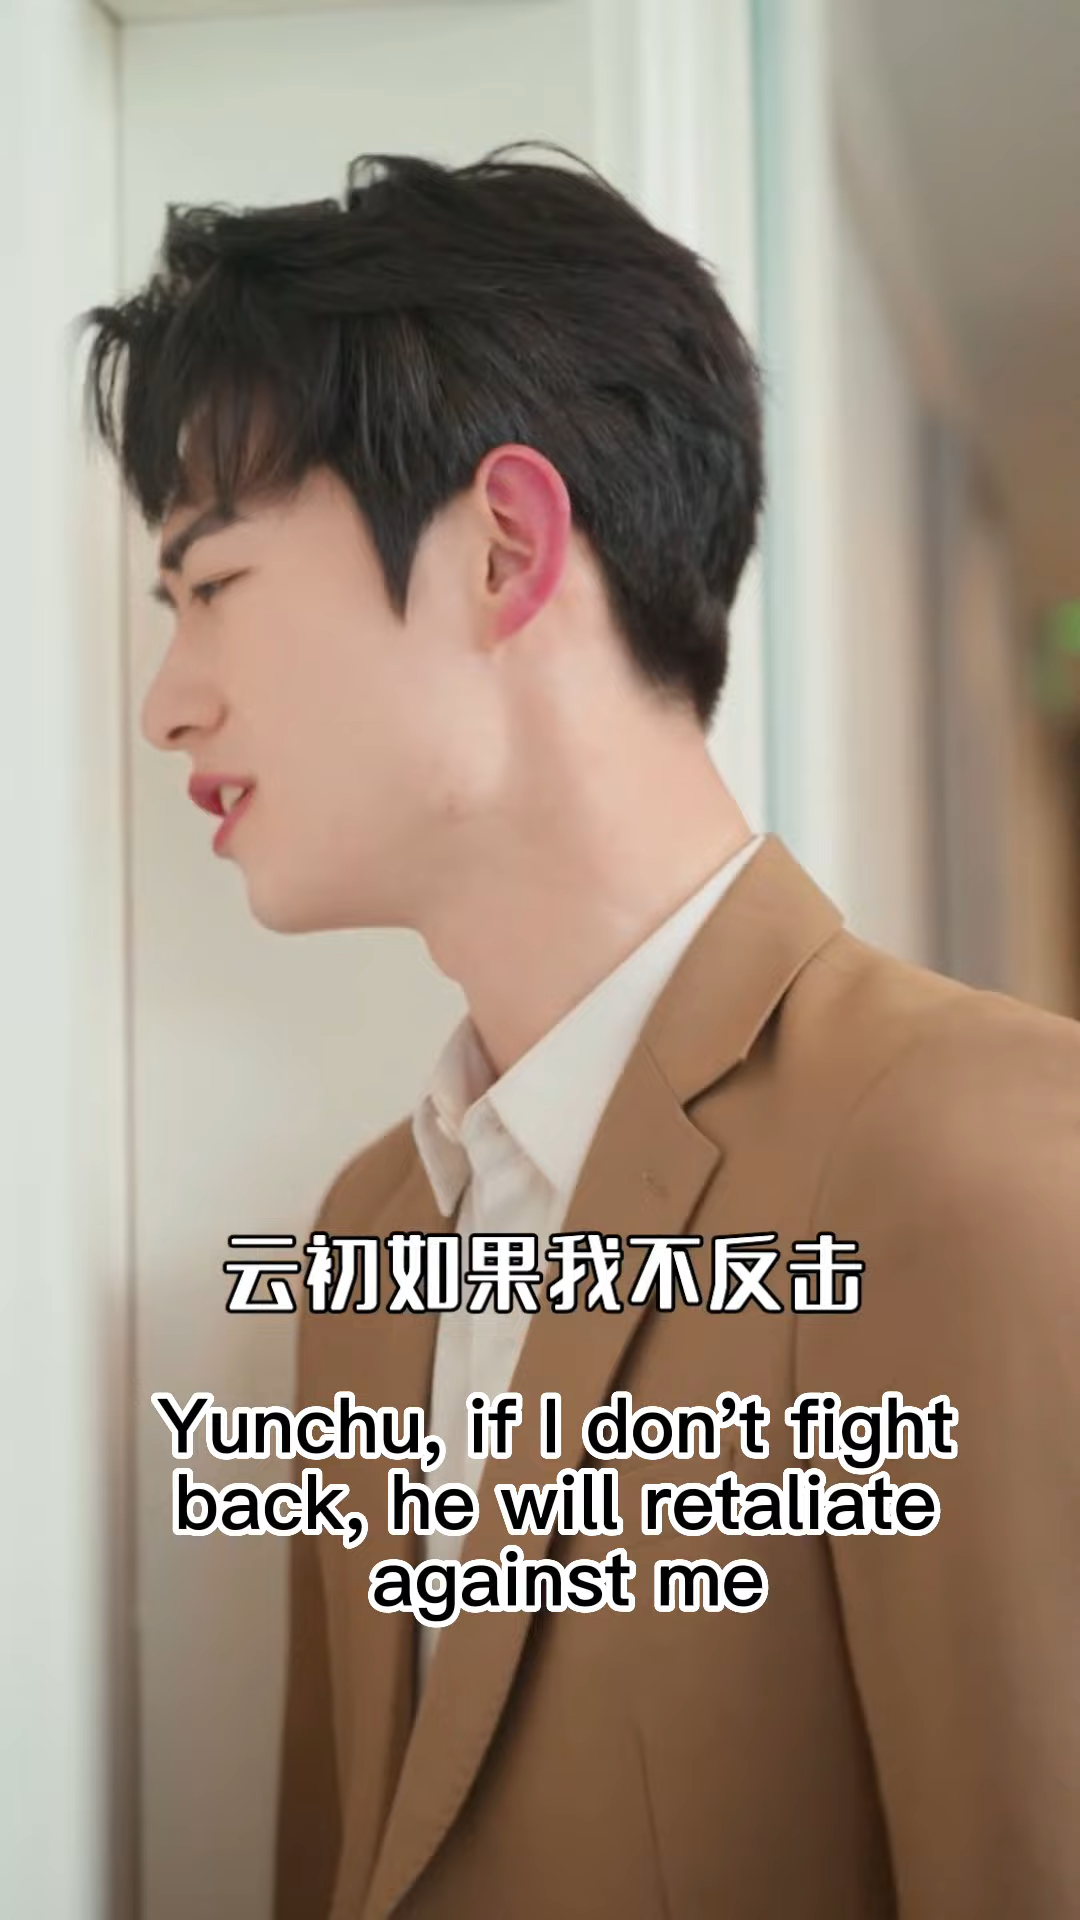 云初如果我不反击
Yunchu, if I don't fight
back, he will retaliate
against me